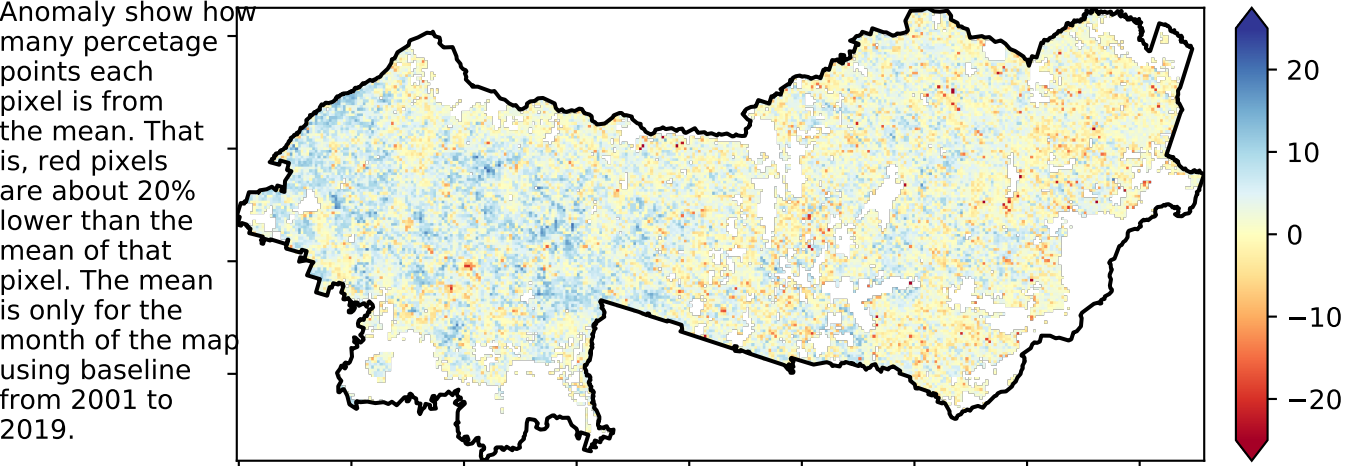 Anomaly show how
many percetage
points each
pixel is from
the mean. That
is, red pixels
are about 20%
lower than the
mean of that
pixel. The mean
is only for the
month of the map
using baseline
from 2001 to
2019.
20
10
0
−10
−20